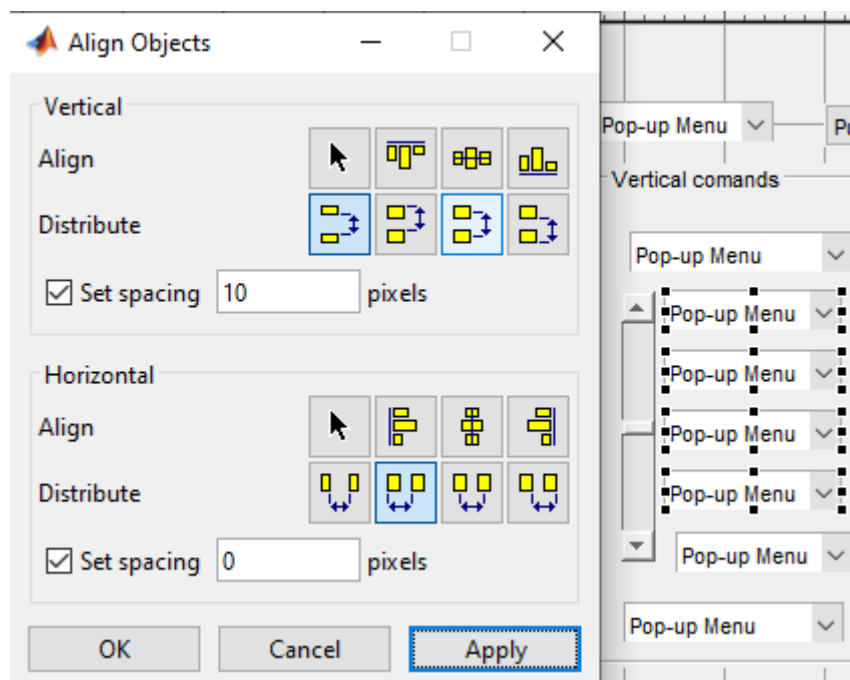 Align Objects
Vertical
Align
Distribute
Set spacing 10 pixels
Horizontal
Align
Distribute
Set spacing 0 pixels
OK Cancel Apply
Pop-up Menu
Vertical comands
Pop-up Menu
Pop-up Menu
Pop-up Menu
Pop-up Menu
Pop-up Menu
Pop-up Menu
Pop-up Menu